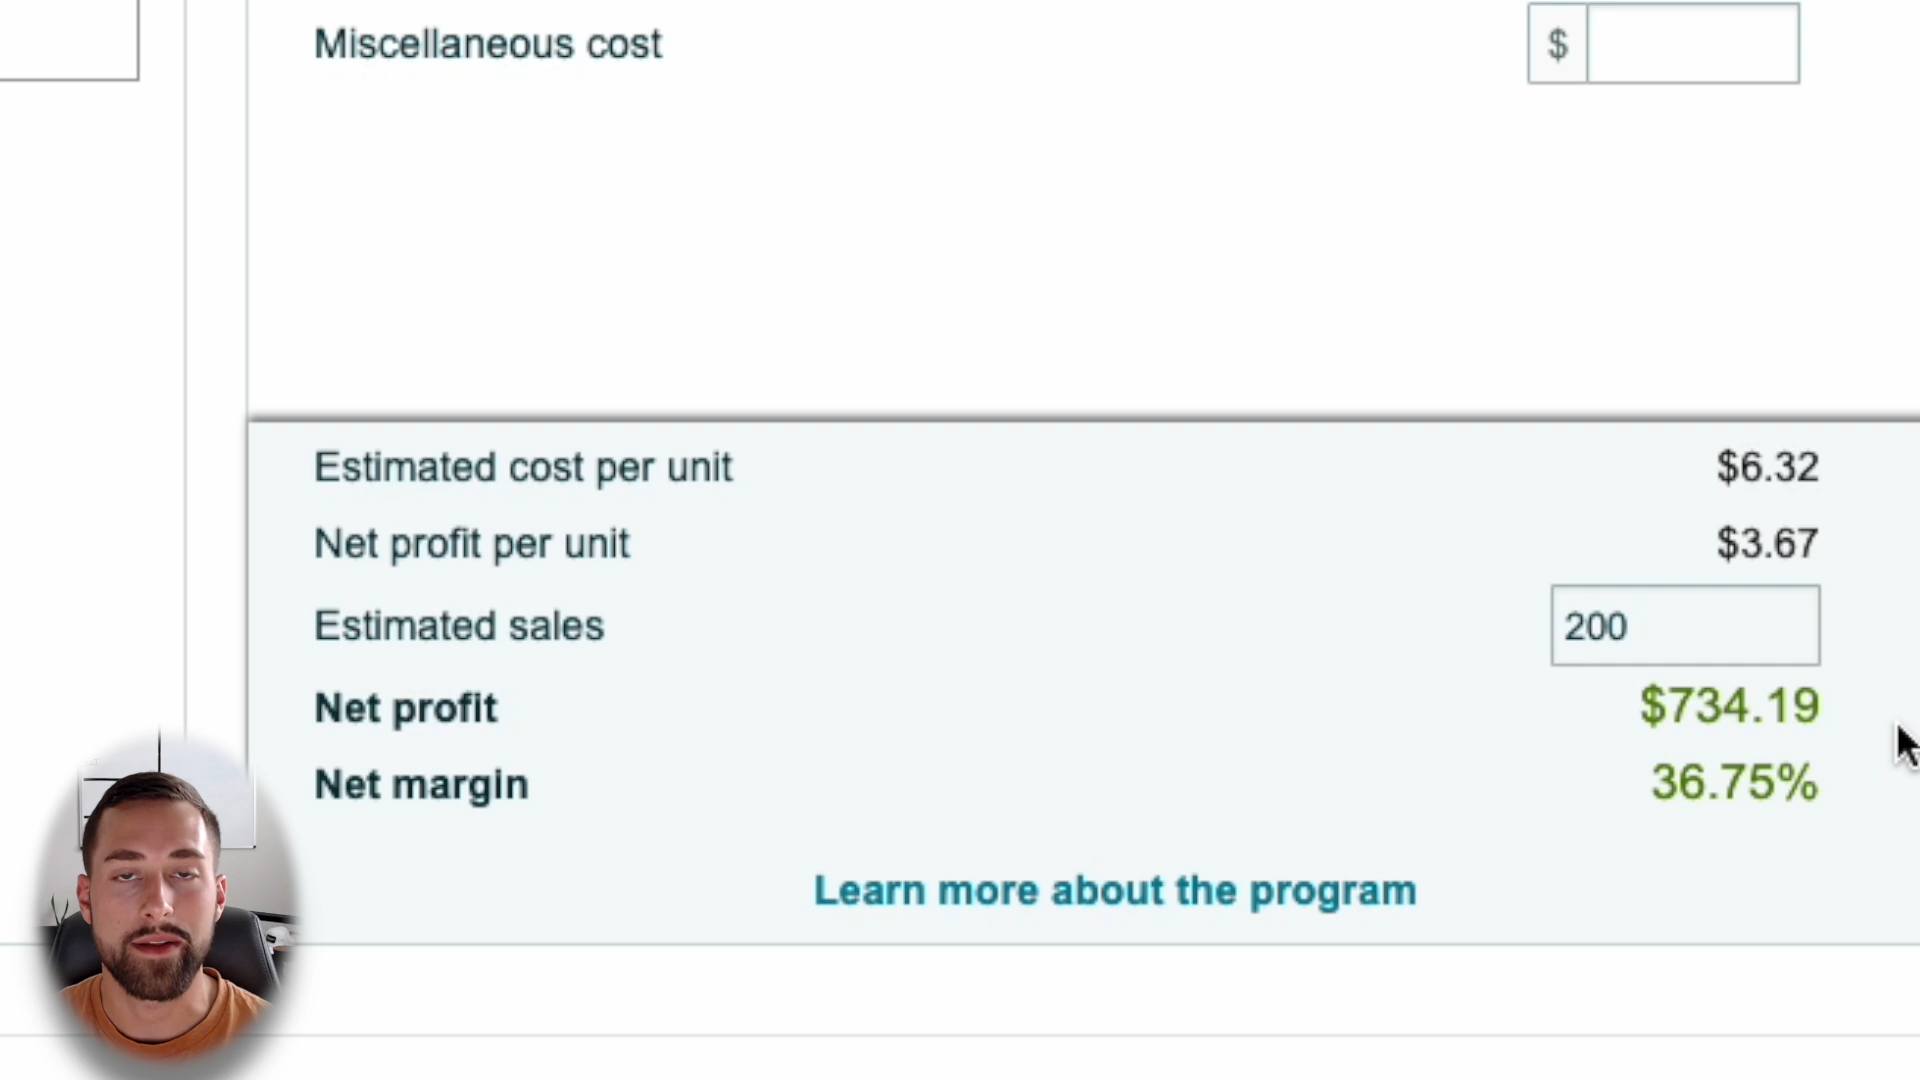 Miscellaneous cost $
Estimated cost per unit $6.32
Net profit per unit $3.67
Estimated sales 200
Net profit $734.19
Net margin 36.75%
Learn more about the program